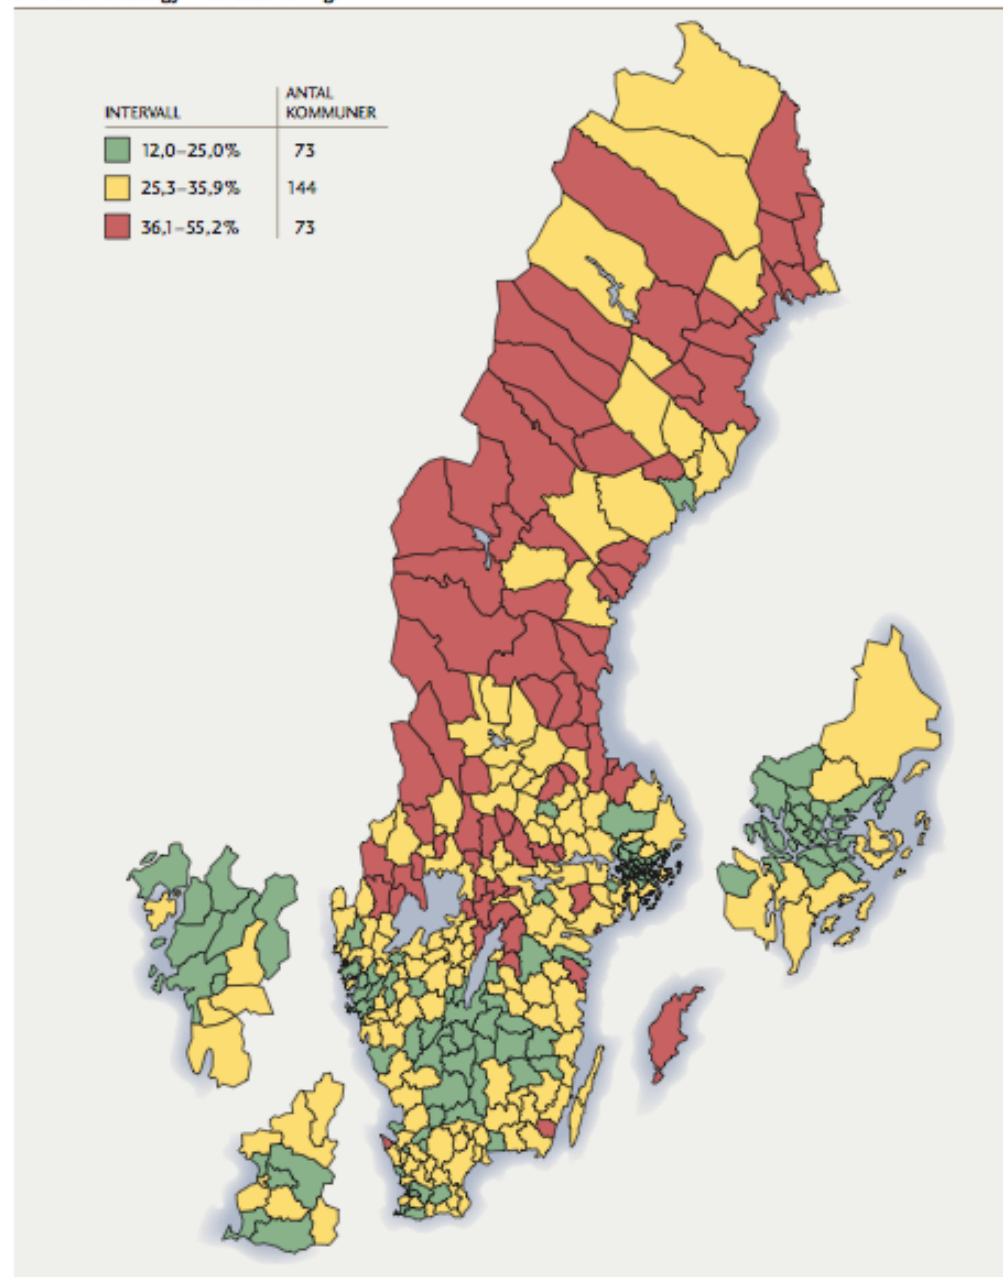 INTERVALL
ANTAL
KOMMUNER
12,0–25,0% 73
25,3–35,9% 144
36,1–55,2% 73